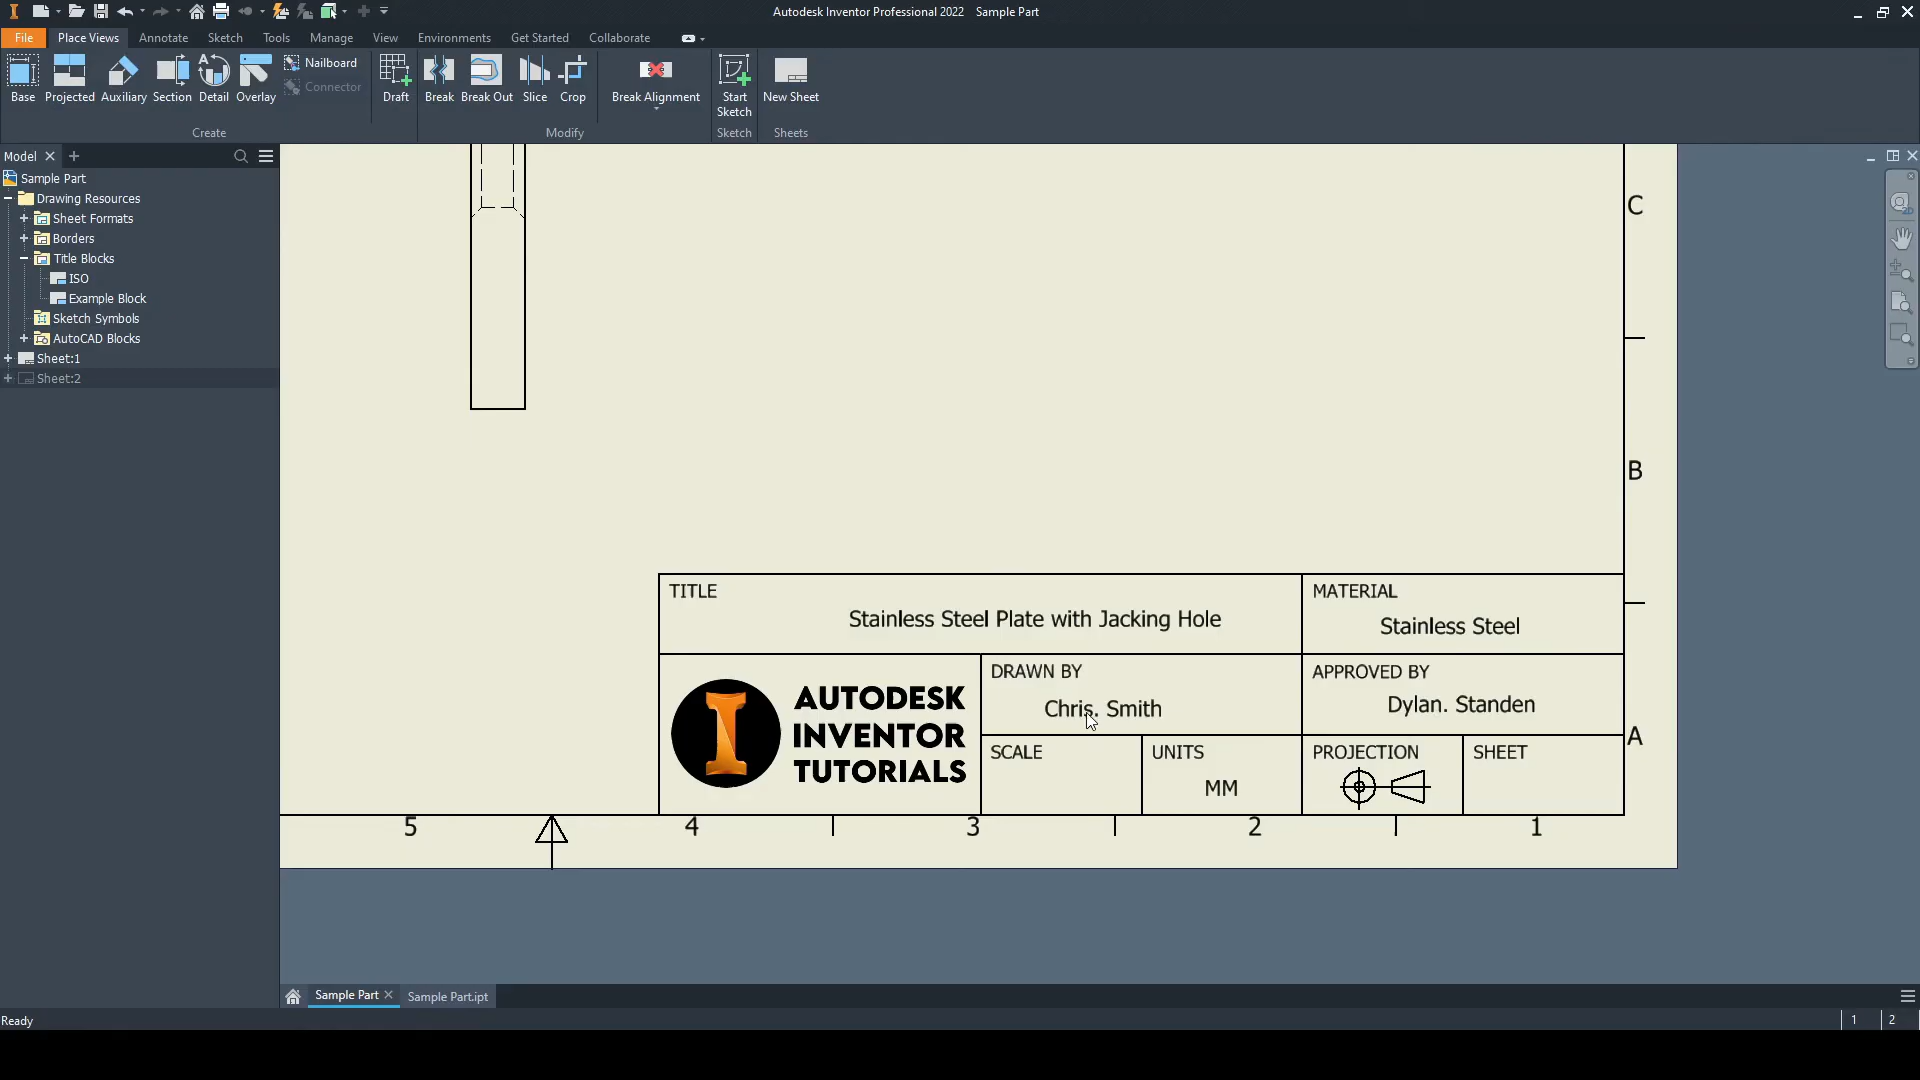 Autodesk Inventor Professional 2022 Sample Part
File Place Views Annotate Sketch Tools Manage View Environments Get Started Collaborate
Base Projected Auxiliary Section Detail Overlay Nailboard Connector Draft Break Break Out Slice Crop Break Alignment Start Sketch New Sheet
Create Modify Sketch Sheets
Model
Sample Part
Drawing Resources
Sheet Formats
Borders
Title Blocks
ISO
Example Block
Sketch Symbols
AutoCAD Blocks
Sheet:1
Sheet:2
C
B
A
TITLE
Stainless Steel Plate with Jacking Hole
MATERIAL
Stainless Steel
AUTODESK
INVENTOR
TUTORIALS
DRAWN BY
Chris. Smith
APPROVED BY
Dylan. Standen
SCALE
UNITS
MM
PROJECTION
SHEET
5 4 3 2 1
Sample Part Sample Part.ipt
Ready 1 2